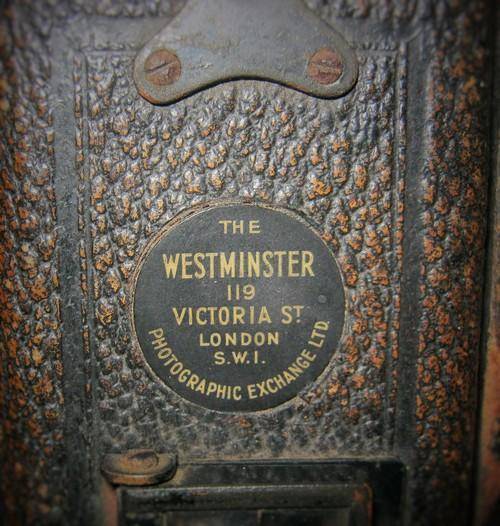 THE
WESTMINSTER
119
VICTORIA ST
LONDON
S.W.1.
PHOTOGRAPHIC EXCHANGE LTD.